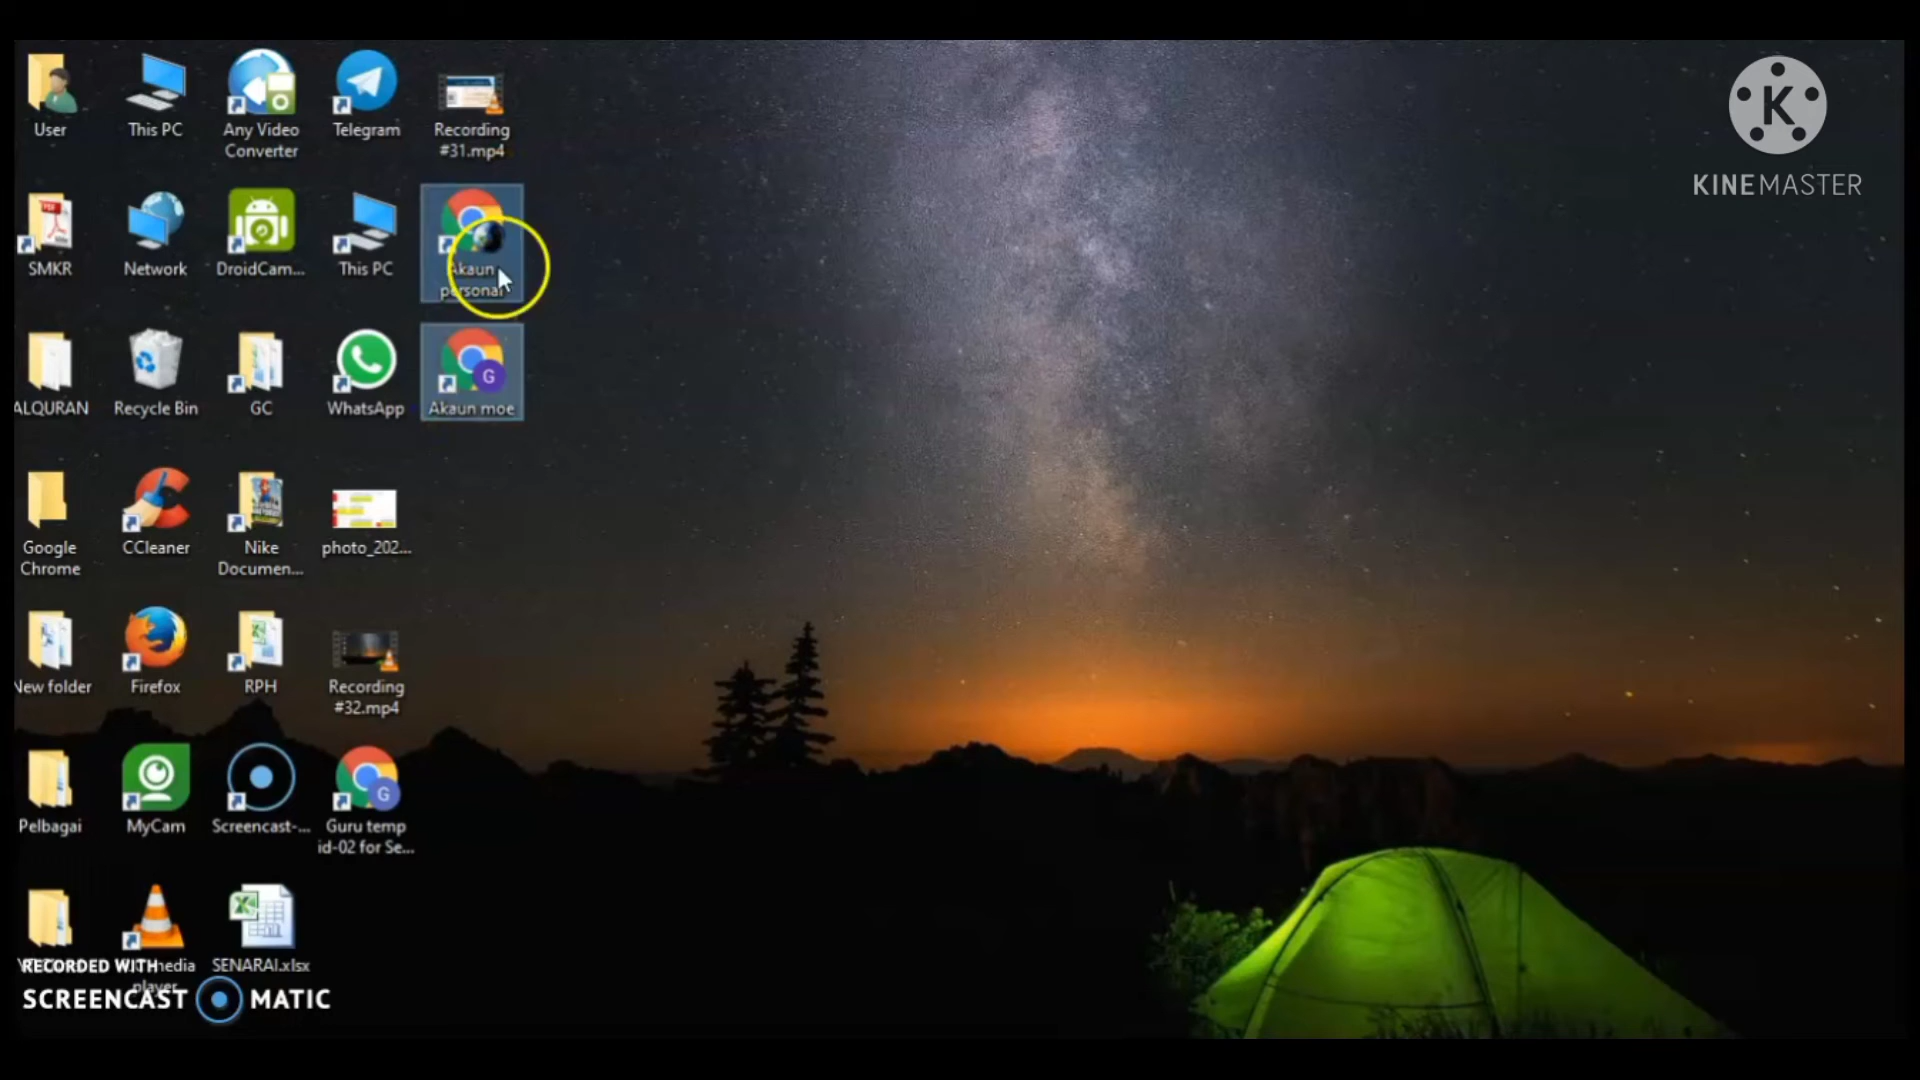 User
This PC
Any Video
Converter
Telegram
Recording
#31.mp4
KINEMASTER
SMKR
Network
DroidCam...
This PC
Akaun
personal
ALQURAN
Recycle Bin
GC
WhatsApp
Akaun moe
Google
Chrome
CCleaner
Nike
Documen...
photo_202...
New folder
Firefox
RPH
Recording
#32.mp4
Pelbagai
MyCam
Screencast-...
Guru temp
id-02 for Se...
media
player
SENARAI.xlsx
RECORDED WITH
SCREENCAST MATIC